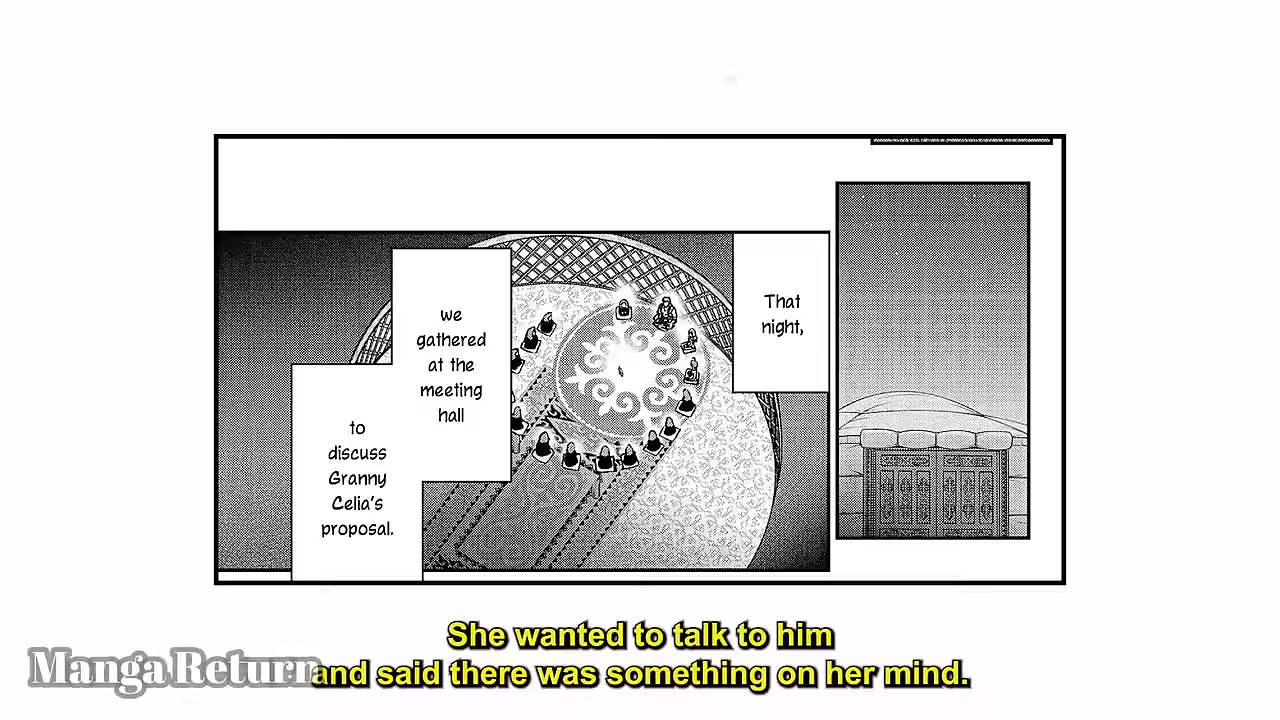 That
night,
we
gathered
at the
meeting
hall
to
discuss
Granny
Celia's
proposal.
She wanted to talk to him
and said there was something on her mind.
Manga Return